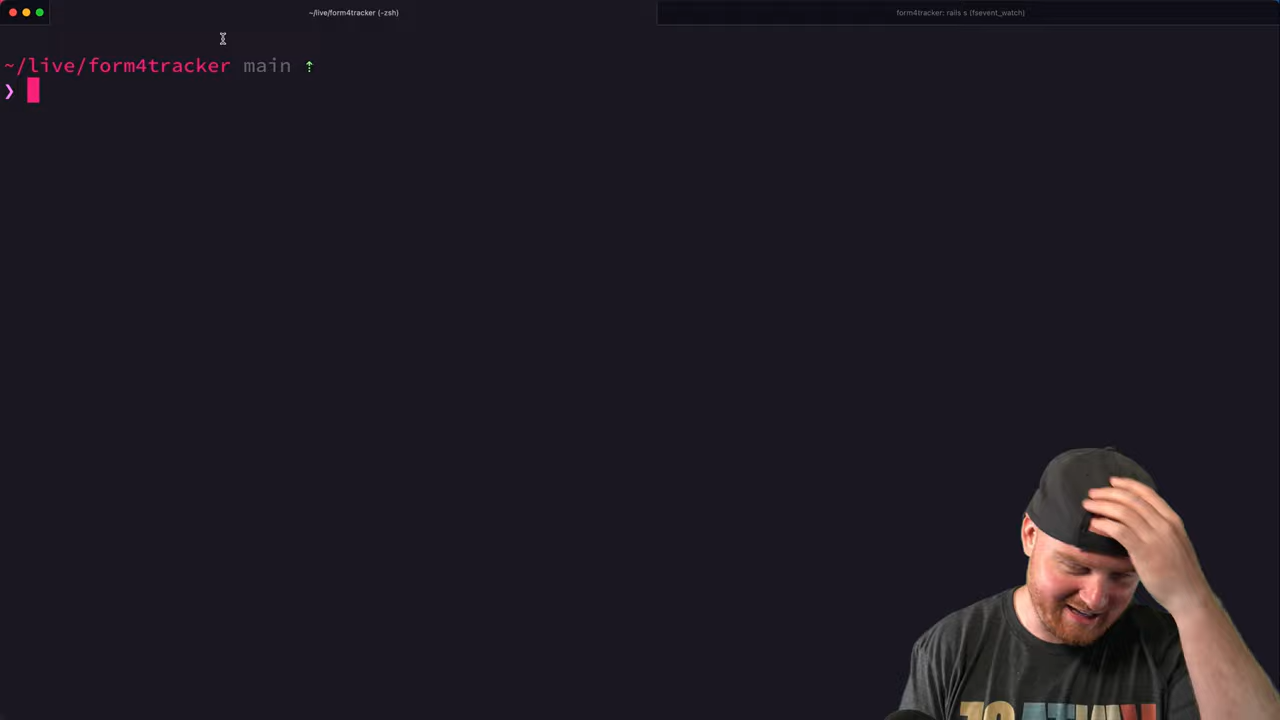 ~/live/form4tracker (-zsh)
form4tracker: rails s (fsevent_watch)
~/live/form4tracker main ⇡
❯